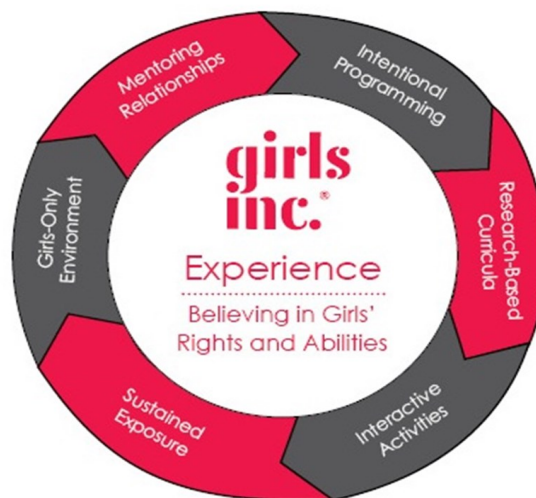 girls
inc.®
Experience
Believing in Girls'
Rights and Abilities
Mentoring
Relationships
Intentional
Programming
Research-Based
Curricula
Interactive
Activities
Sustained
Exposure
Girls-Only
Environment